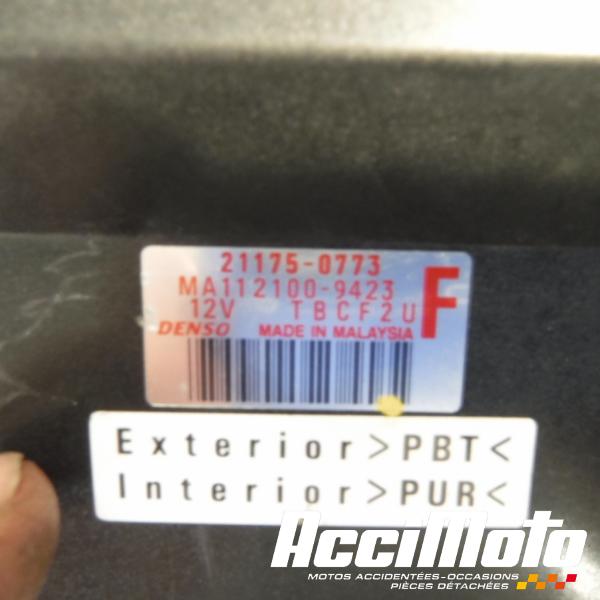 21175-0773
MA112100-9423
12V TBCF2U
F
DENSO MADE IN MALAYSIA
Exterior>PBT<
Interior>PUR<
AcciMoto
MOTOS ACCIDENTÉES-OCCASIONS
PIÈCES DÉTACHÉES